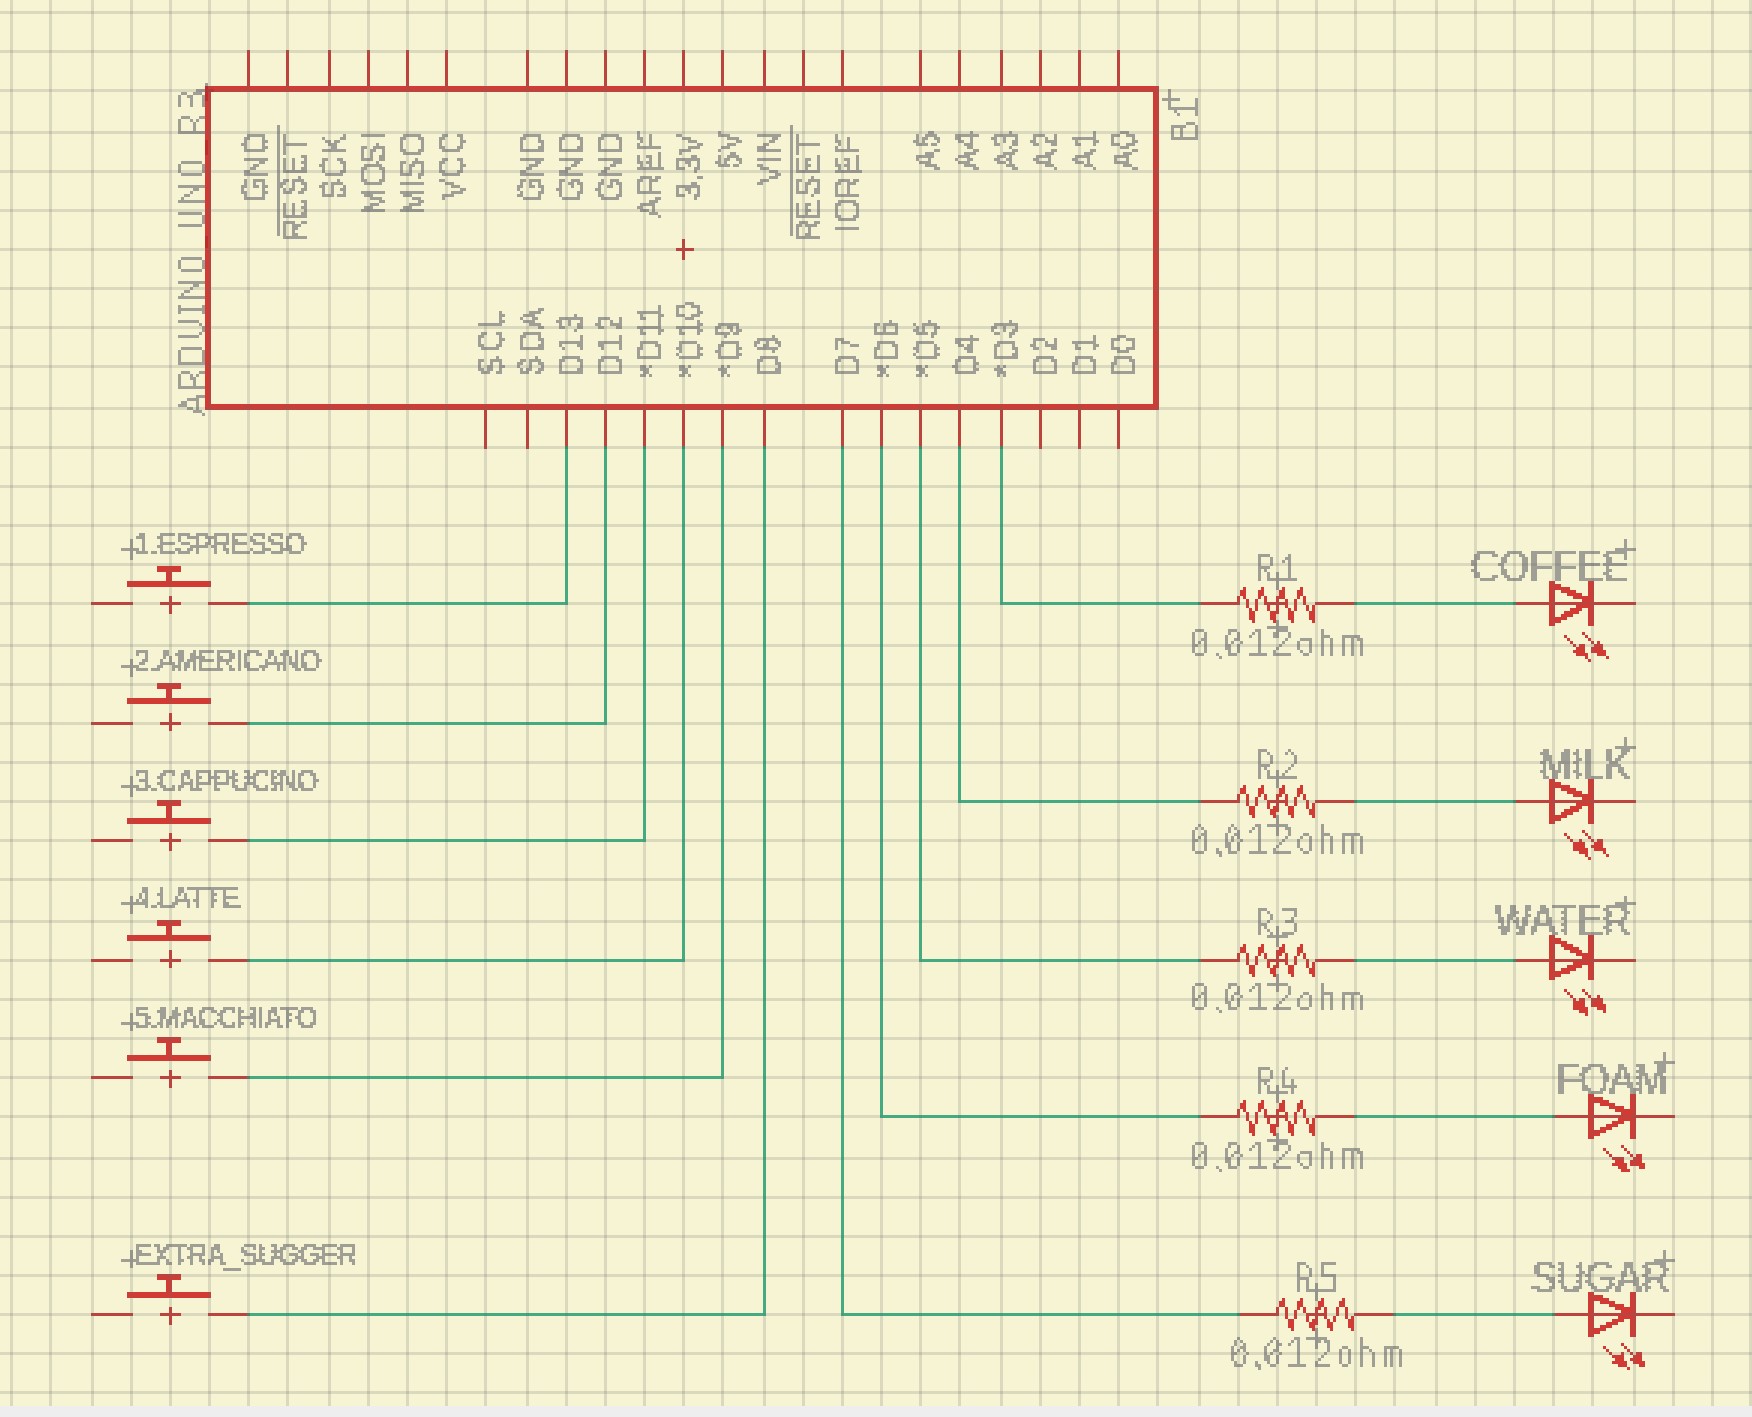 ARDUINO UNO R3
B1
GND
RESET
SCK
MOSI
MISO
VCC
GND
GND
GND
AREF
3.3V
5V
VIN
RESET
IOREF
A5
A4
A3
A2
A1
A0
SCL
SDA
D13
D12
*D11
*D10
*D9
D8
D7
*D6
*D5
D4
*D3
D2
D1
D0
1.ESPRESSO
2.AMERICANO
3.CAPPUCINO
4.LATTE
5.MACCHIATO
EXTRA_SUGGER
R1
0.012ohm
COFFEE
R2
0.012ohm
MILK
R3
0.012ohm
WATER
R4
0.012ohm
FOAM
R5
0.012ohm
SUGAR